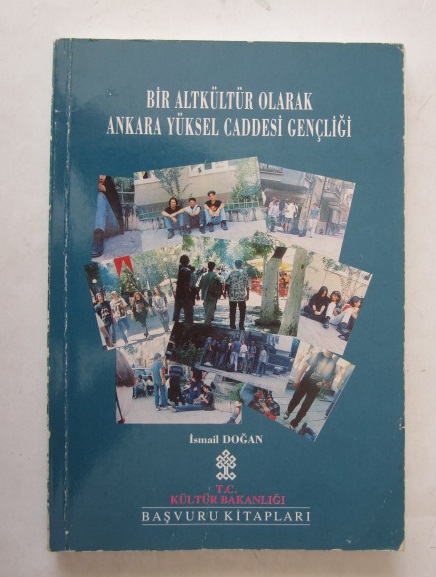 BİR ALTKÜLTÜR OLARAK
ANKARA YÜKSEL CADDESİ GENÇLİĞİ
İsmail DOĞAN
T.C.
KÜLTÜR BAKANLIĞI
BAŞVURU KİTAPLARI